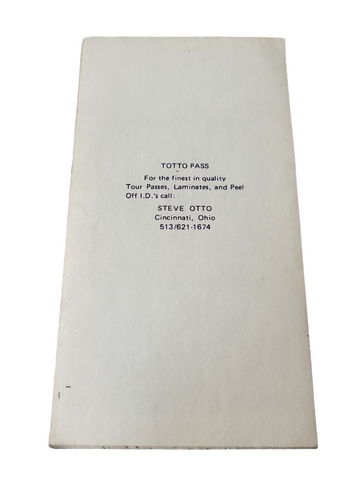 TOTTO PASS
For the finest in quality
Tour Passes, Laminates, and Peel
Off I.D.'s call:
STEVE OTTO
Cincinnati, Ohio
513/621-1674